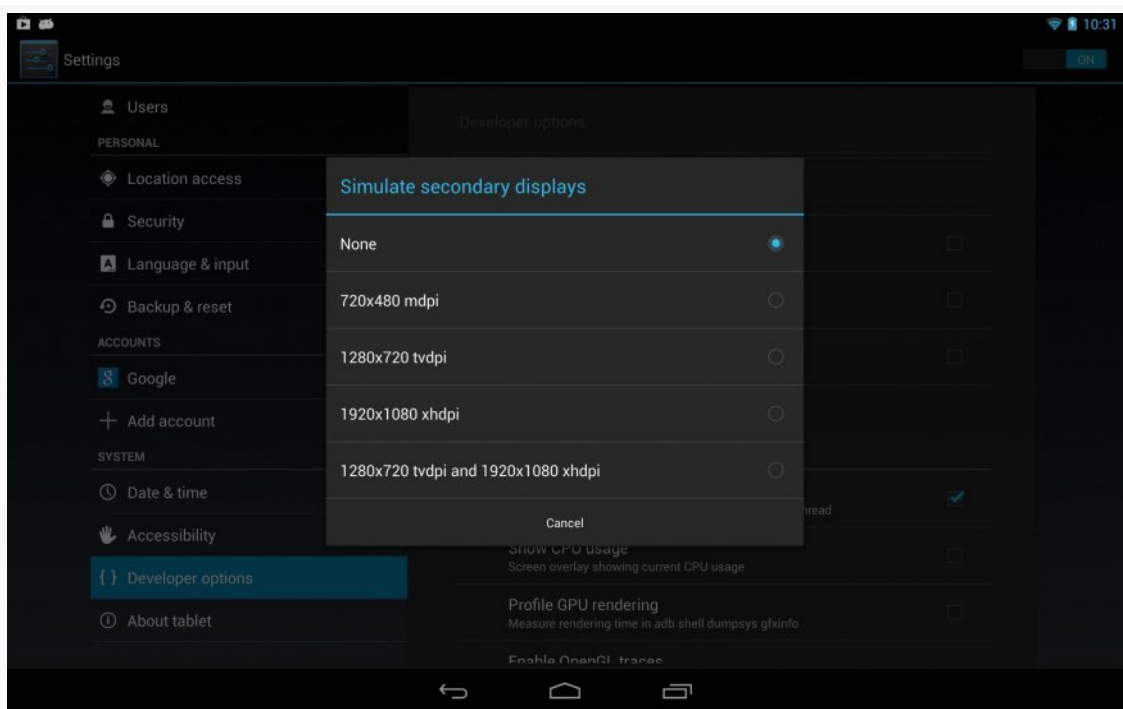 10:31
Settings
ON
Users
Developer options
PERSONAL
Location access
Security
Language & input
Backup & reset
ACCOUNTS
Google
Add account
SYSTEM
Date & time
Accessibility
{ } Developer options
About tablet
Simulate secondary displays
None
720x480 mdpi
1280x720 tvdpi
1920x1080 xhdpi
1280x720 tvdpi and 1920x1080 xhdpi
Cancel
Show CPU usage
Screen overlay showing current CPU usage
Profile GPU rendering
Measure rendering time in adb shell dumpsys gfxinfo
Enable OpenGL traces